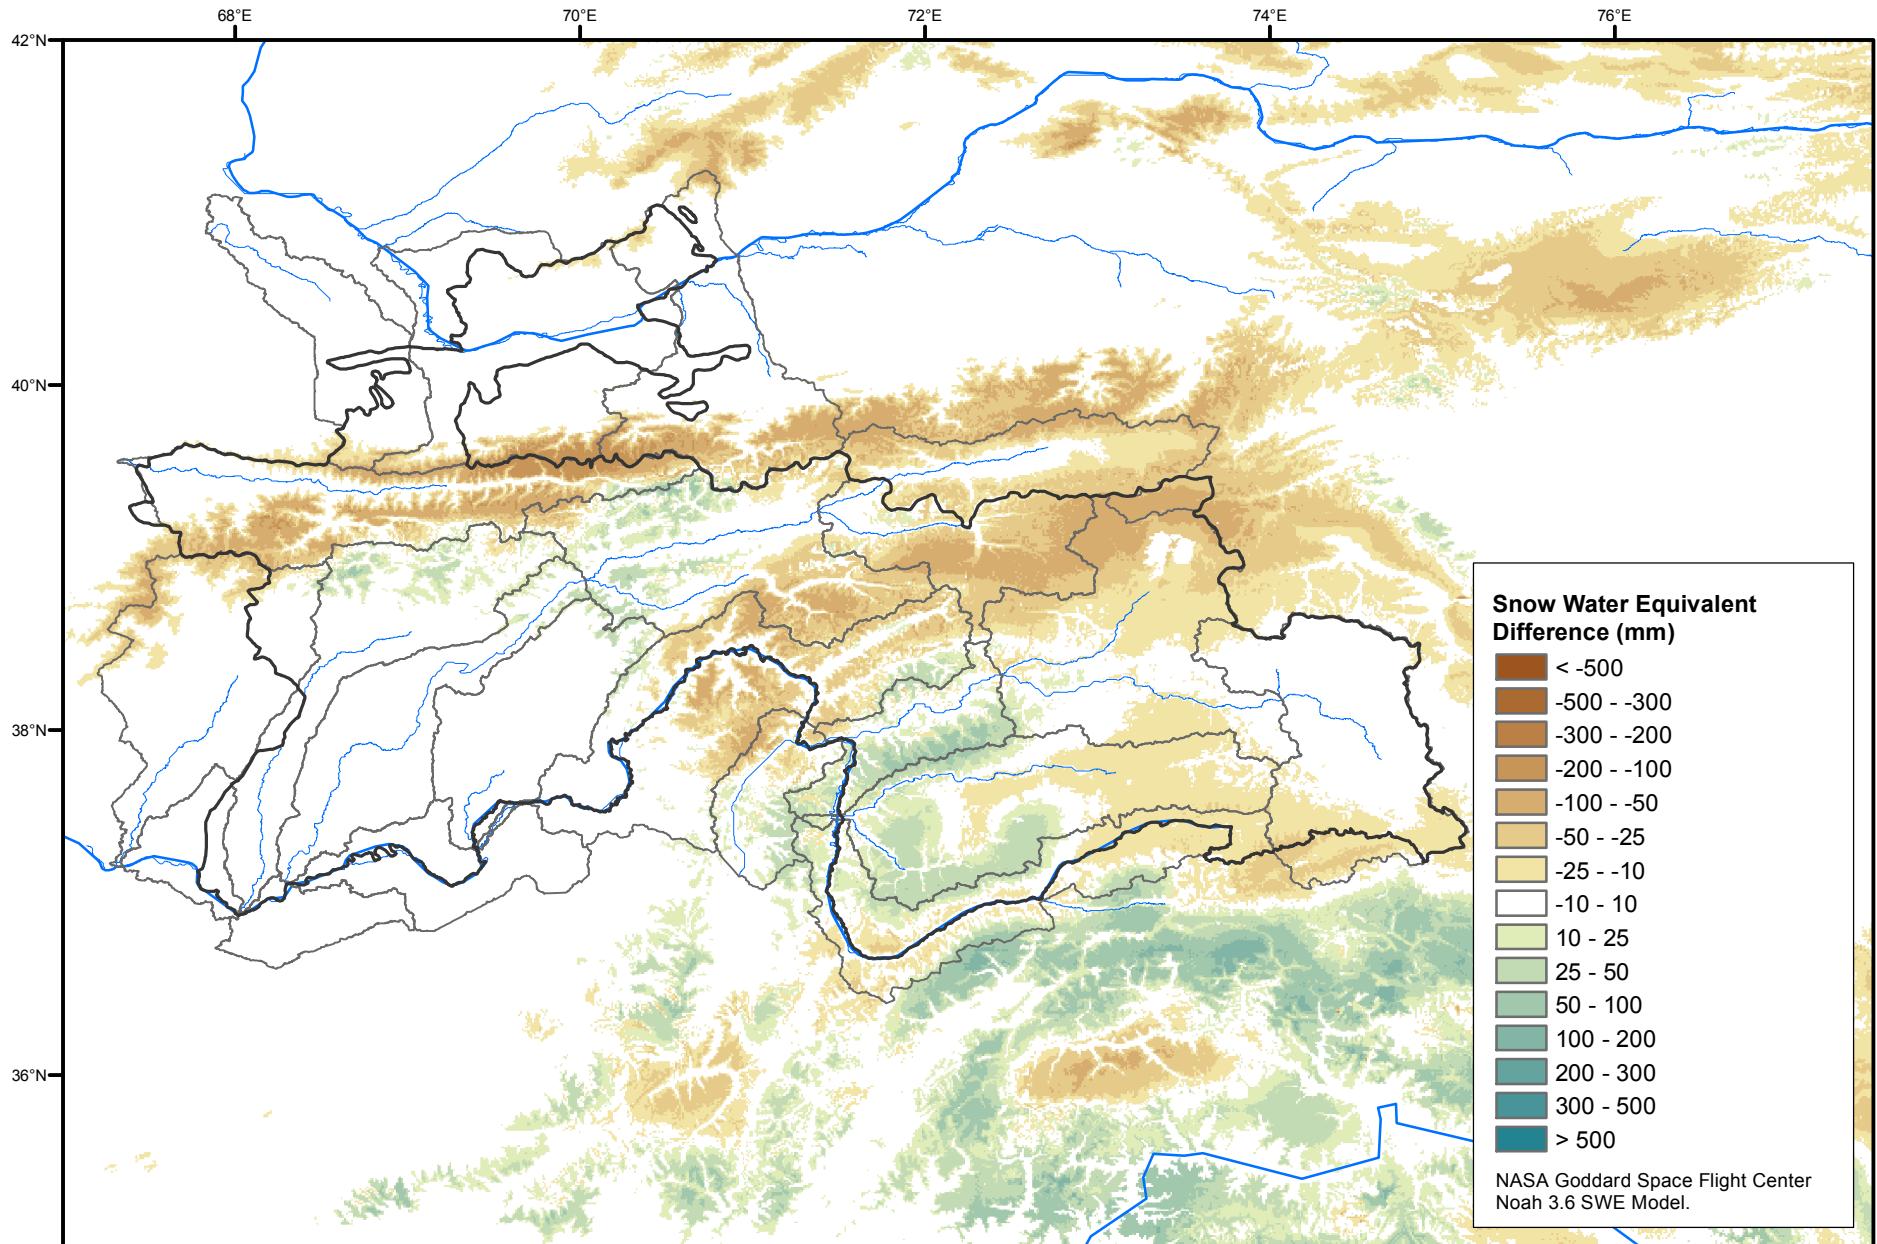 68°E
70°E
72°E
74°E
76°E
42°N
40°N
38°N
36°N
Snow Water Equivalent
Difference (mm)
< -500
-500 - -300
-300 - -200
-200 - -100
-100 - -50
-50 - -25
-25 - -10
-10 - 10
10 - 25
25 - 50
50 - 100
100 - 200
200 - 300
300 - 500
> 500
NASA Goddard Space Flight Center
Noah 3.6 SWE Model.